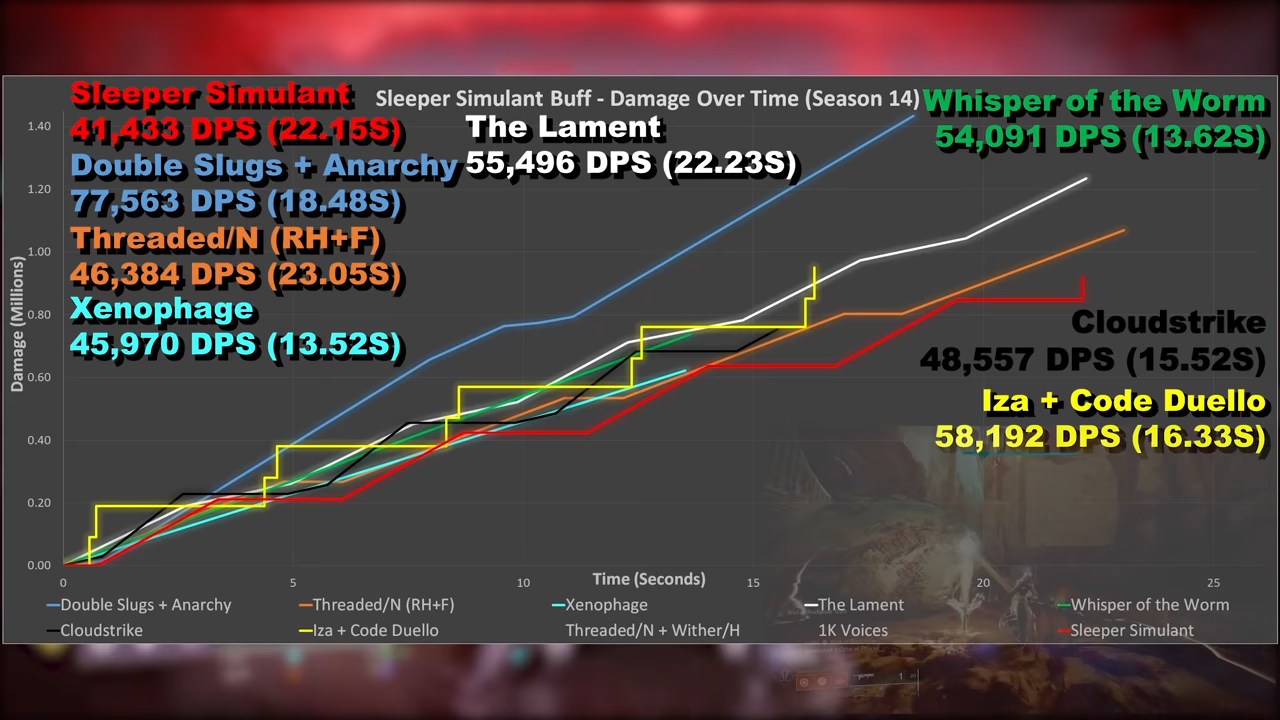 Sleeper Simulant Buff - Damage Over Time (Season 14)
Sleeper Simulant
41,433 DPS (22.15S)
Double Slugs + Anarchy
77,563 DPS (18.48S)
Threaded/N (RH+F)
46,384 DPS (23.05S)
Xenophage
45,970 DPS (13.52S)
The Lament
55,496 DPS (22.23S)
Whisper of the Worm
54,091 DPS (13.62S)
Cloudstrike
48,557 DPS (15.52S)
Iza + Code Duello
58,192 DPS (16.33S)
Damage (Millions)
1.40
1.20
1.00
0.80
0.60
0.40
0.20
0.00
0 5 10 15 20 25
Time (Seconds)
Double Slugs + Anarchy Threaded/N (RH+F) Xenophage The Lament Whisper of the Worm
Cloudstrike Iza + Code Duello Threaded/N + Wither/H 1K Voices Sleeper Simulant
1